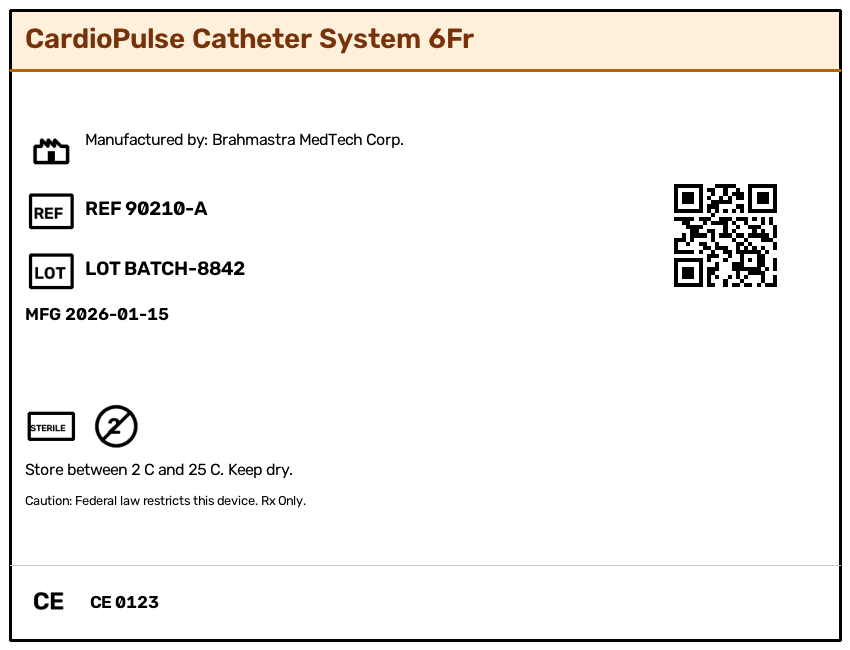 CardioPulse Catheter System 6Fr
Manufactured by: Brahmastra MedTech Corp.
REF REF 90210-A
LOT LOT BATCH-8842
MFG 2026-01-15
STERILE 2
Store between 2 C and 25 C. Keep dry.
Caution: Federal law restricts this device. Rx Only.
CE CE 0123